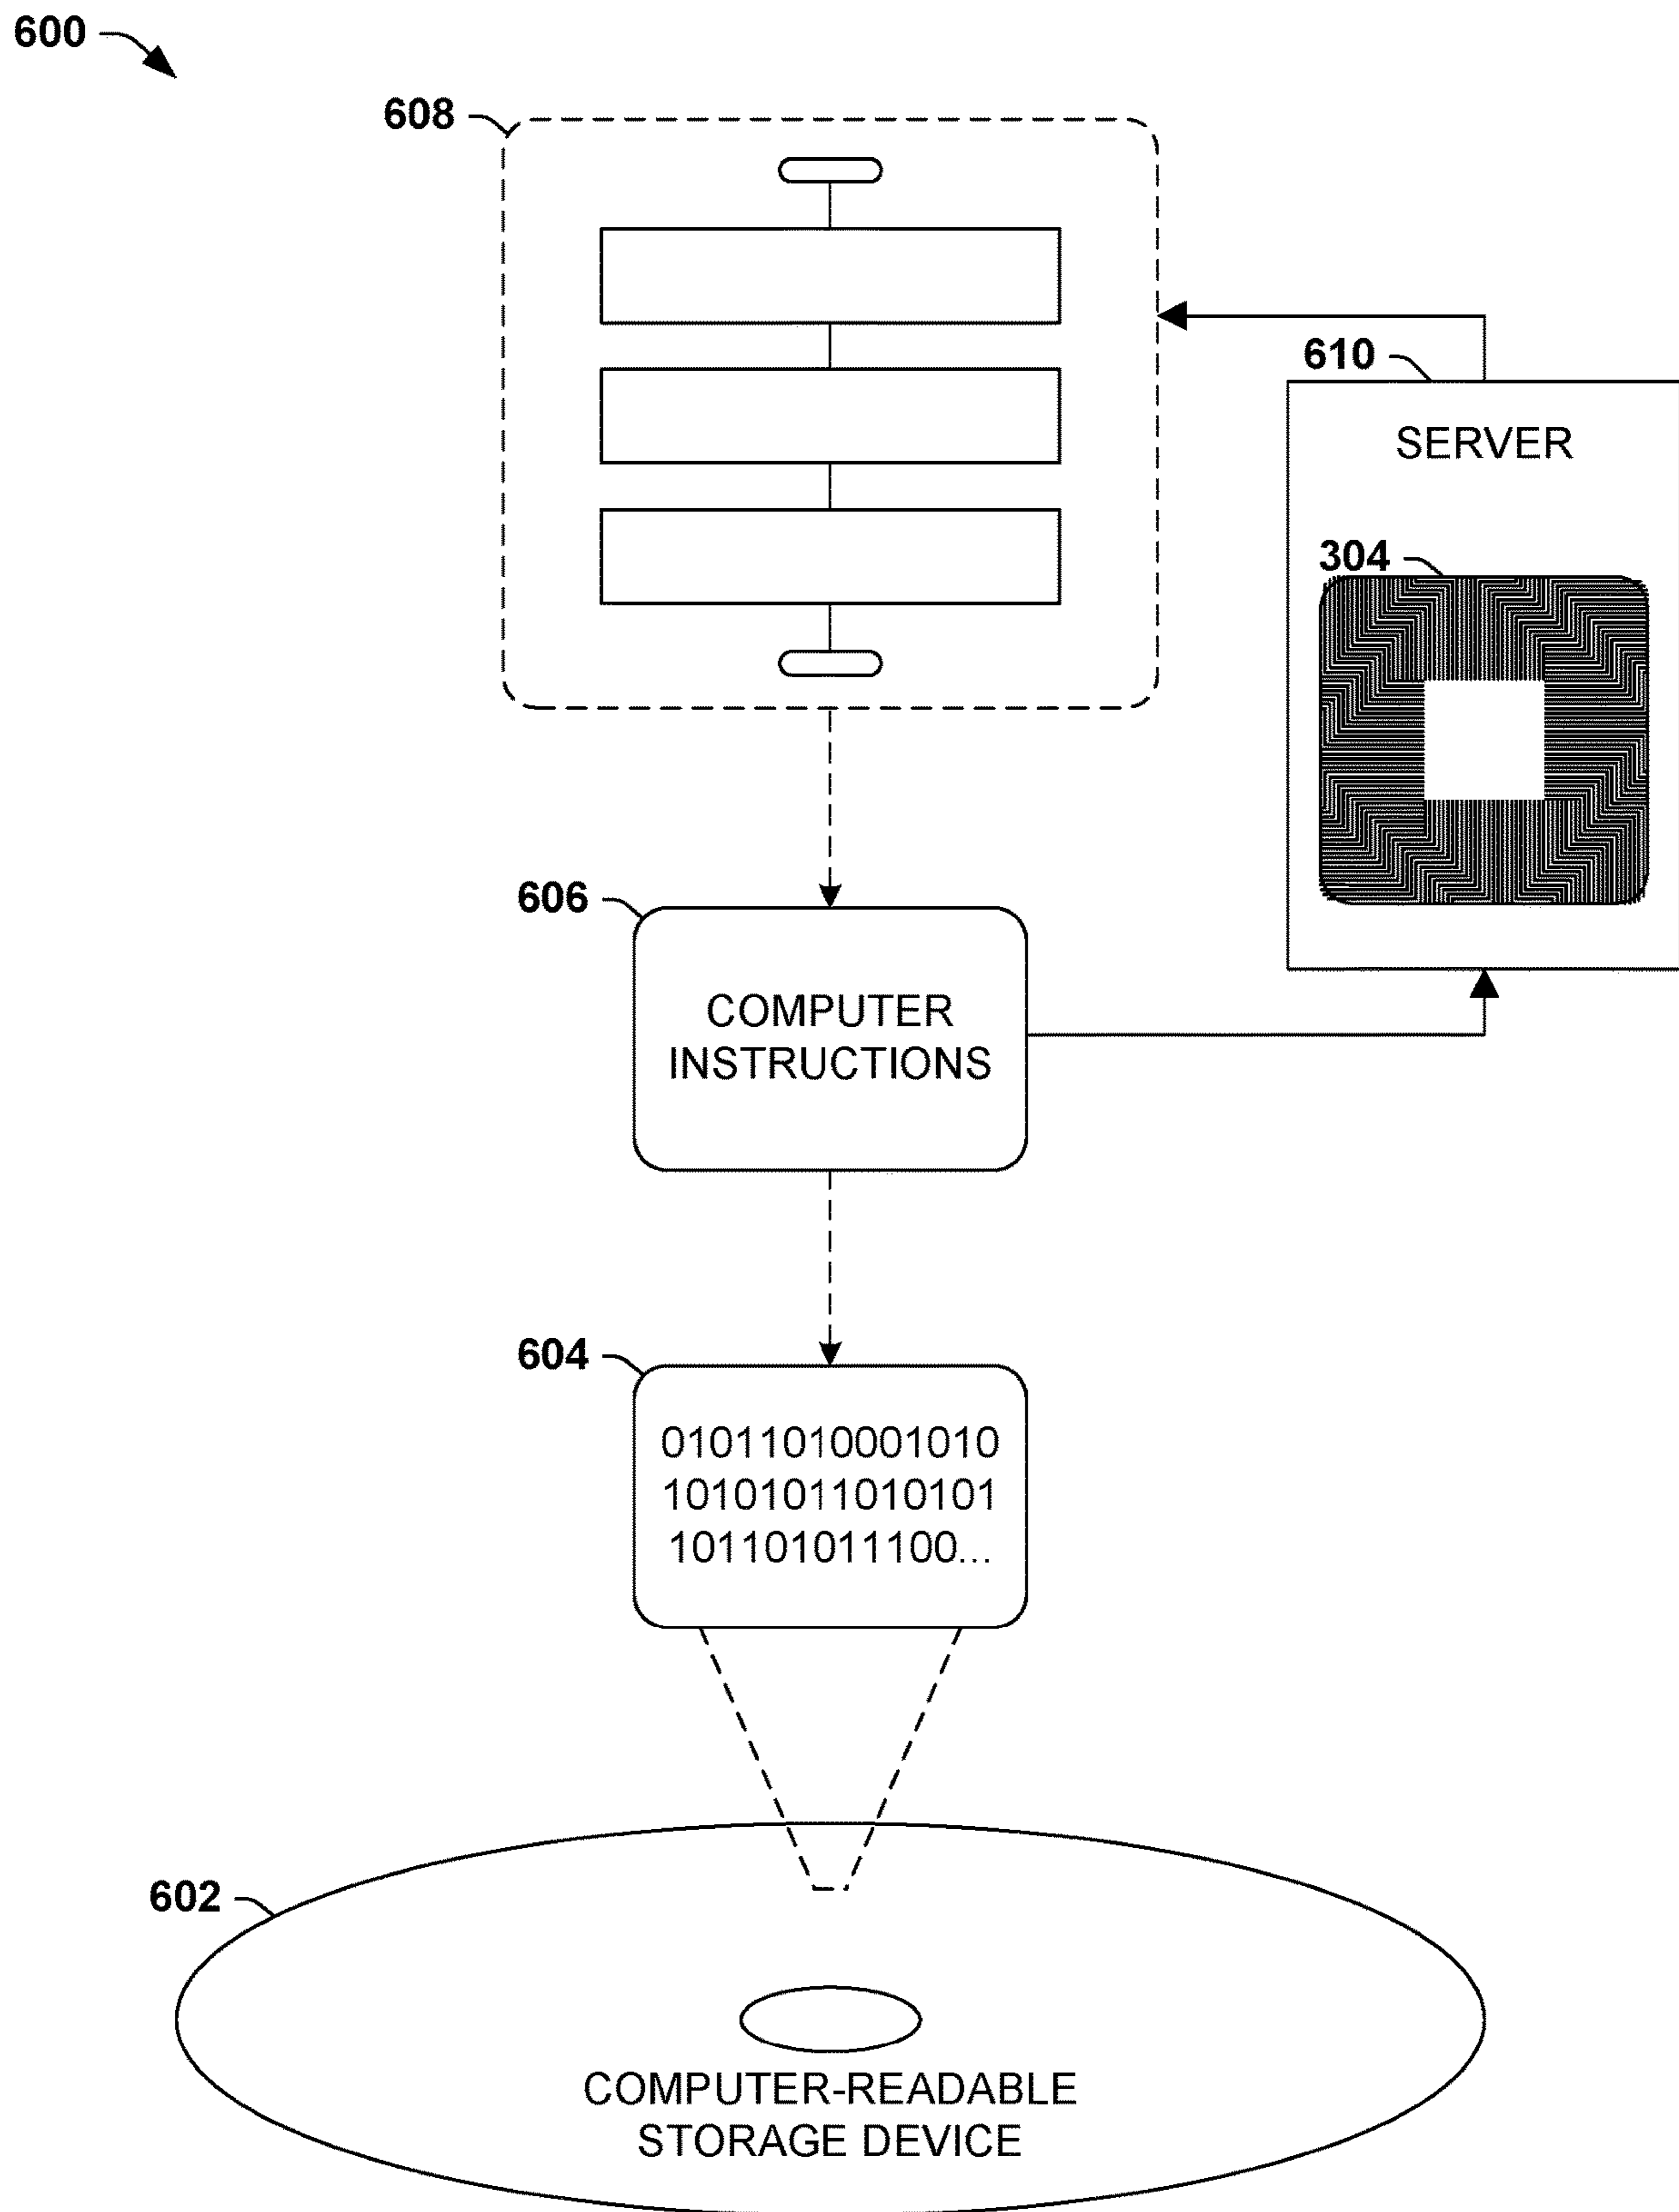 600
608
610
SERVER
304
606
COMPUTER
INSTRUCTIONS
604
01011010001010
10101011010101
101101011100...
602
COMPUTER-READABLE
STORAGE DEVICE